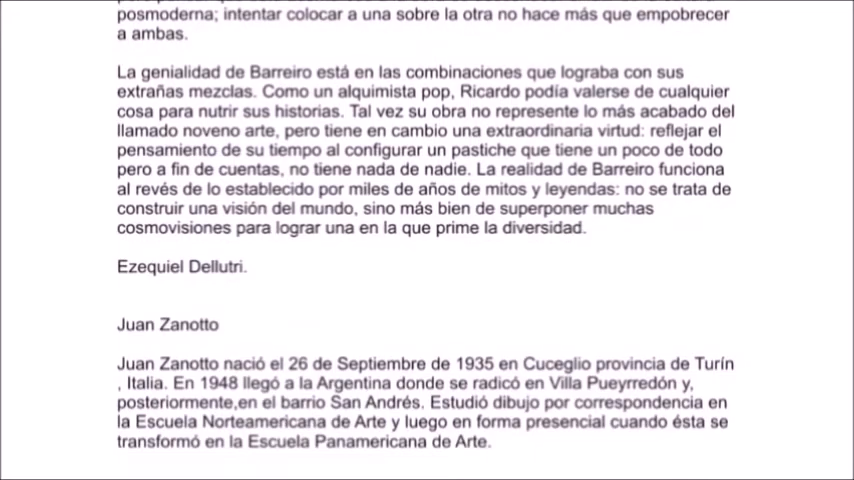 posmoderna; intentar colocar a una sobre la otra no hace más que empobrecer
a ambas.
La genialidad de Barreiro está en las combinaciones que lograba con sus
extrañas mezclas. Como un alquimista pop, Ricardo podía valerse de cualquier
cosa para nutrir sus historias. Tal vez su obra no represente lo más acabado del
llamado noveno arte, pero tiene en cambio una extraordinaria virtud: reflejar el
pensamiento de su tiempo al configurar un pastiche que tiene un poco de todo
pero a fin de cuentas, no tiene nada de nadie. La realidad de Barreiro funciona
al revés de lo establecido por miles de años de mitos y leyendas: no se trata de
construir una visión del mundo, sino más bien de superponer muchas
cosmovisiones para lograr una en la que prime la diversidad.
Ezequiel Dellutri.
Juan Zanotto
Juan Zanotto nació el 26 de Septiembre de 1935 en Cuceglio provincia de Turín
, Italia. En 1948 llegó a la Argentina donde se radicó en Villa Pueyrredón y,
posteriormente,en el barrio San Andrés. Estudió dibujo por correspondencia en
la Escuela Norteamericana de Arte y luego en forma presencial cuando ésta se
transformó en la Escuela Panamericana de Arte.